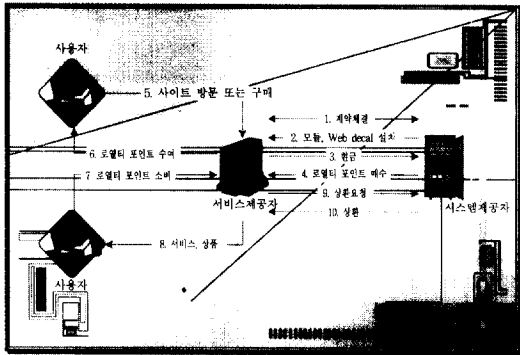 사용자
5. 사이트 방문 또는 구매
1. 계약체결
2. 모듈, Web decal 설치
6. 로열티 포인트 수여
3. 현금
7. 로열티 포인트 소비
4. 로열티 포인트 매수
9. 상환요청
서비스제공자
시스템제공자
10. 상환
8. 서비스, 상품
사용자